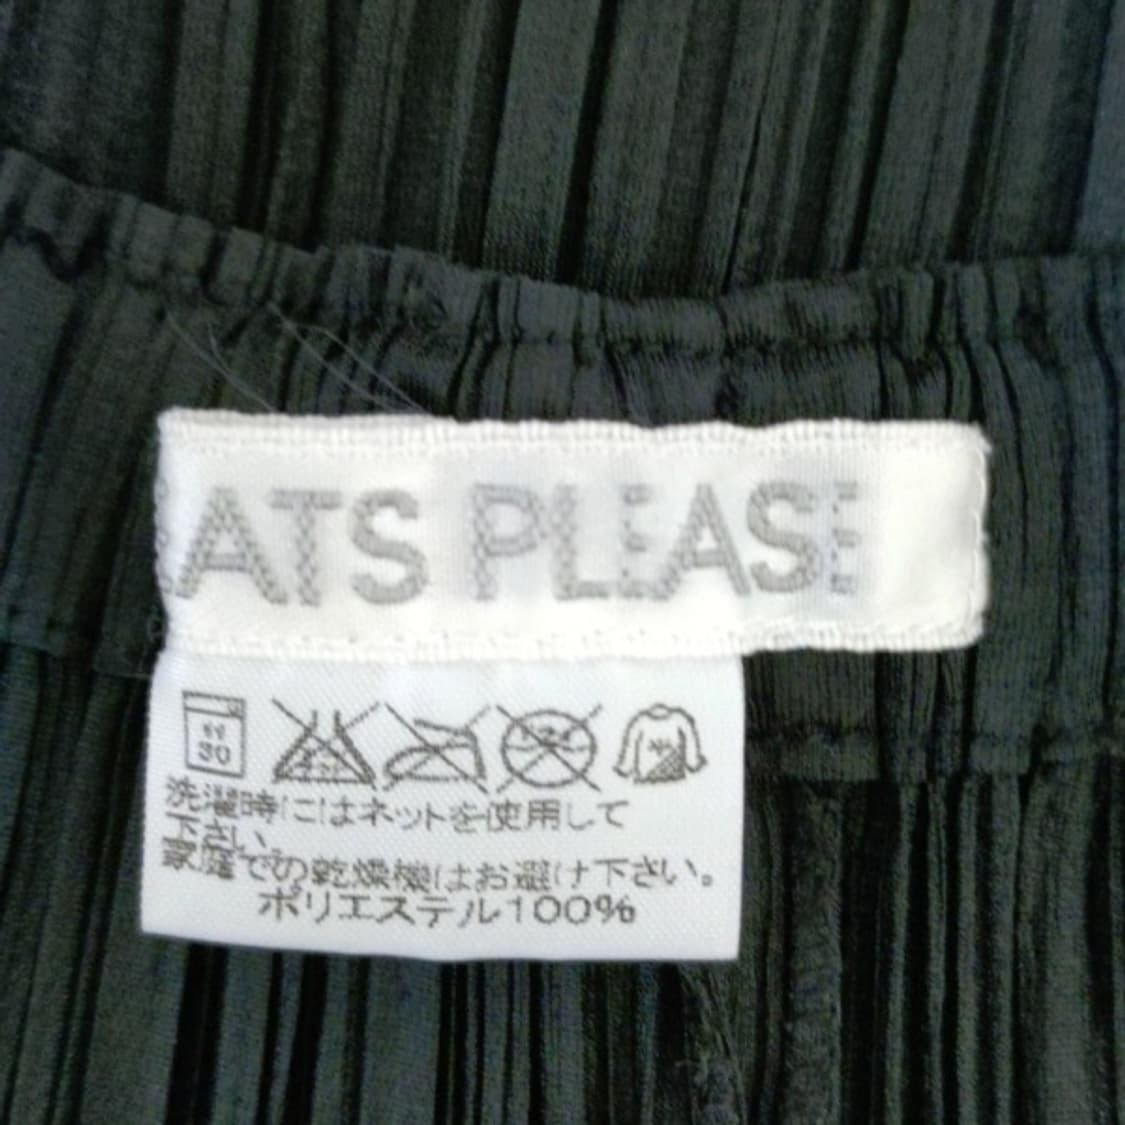 EATS PLEASE
弱
30
洗濯時にはネットを使用して
下さい。
家庭での乾燥機はお避け下さい。
ポリエステル100%